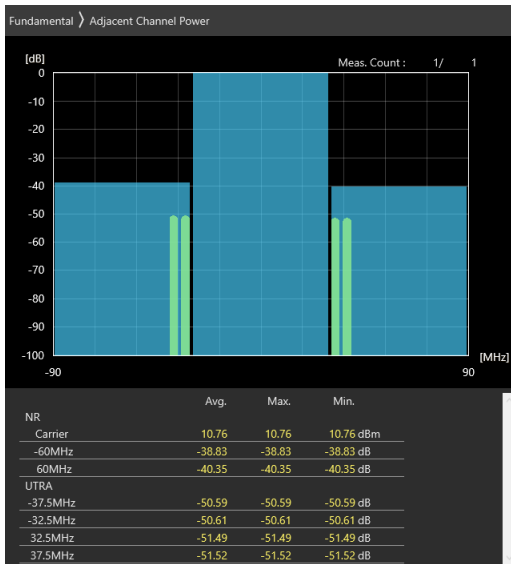 Fundamental 〉 Adjacent Channel Power
[dB]
Meas. Count : 1/ 1
0
-10
-20
-30
-40
-50
-60
-70
-80
-90
-100
[MHz]
-90 90
Avg. Max. Min.
NR
Carrier 10.76 10.76 10.76 dBm
-60MHz -38.83 -38.83 -38.83 dB
60MHz -40.35 -40.35 -40.35 dB
UTRA
-37.5MHz -50.59 -50.59 -50.59 dB
-32.5MHz -50.61 -50.61 -50.61 dB
32.5MHz -51.49 -51.49 -51.49 dB
37.5MHz -51.52 -51.52 -51.52 dB